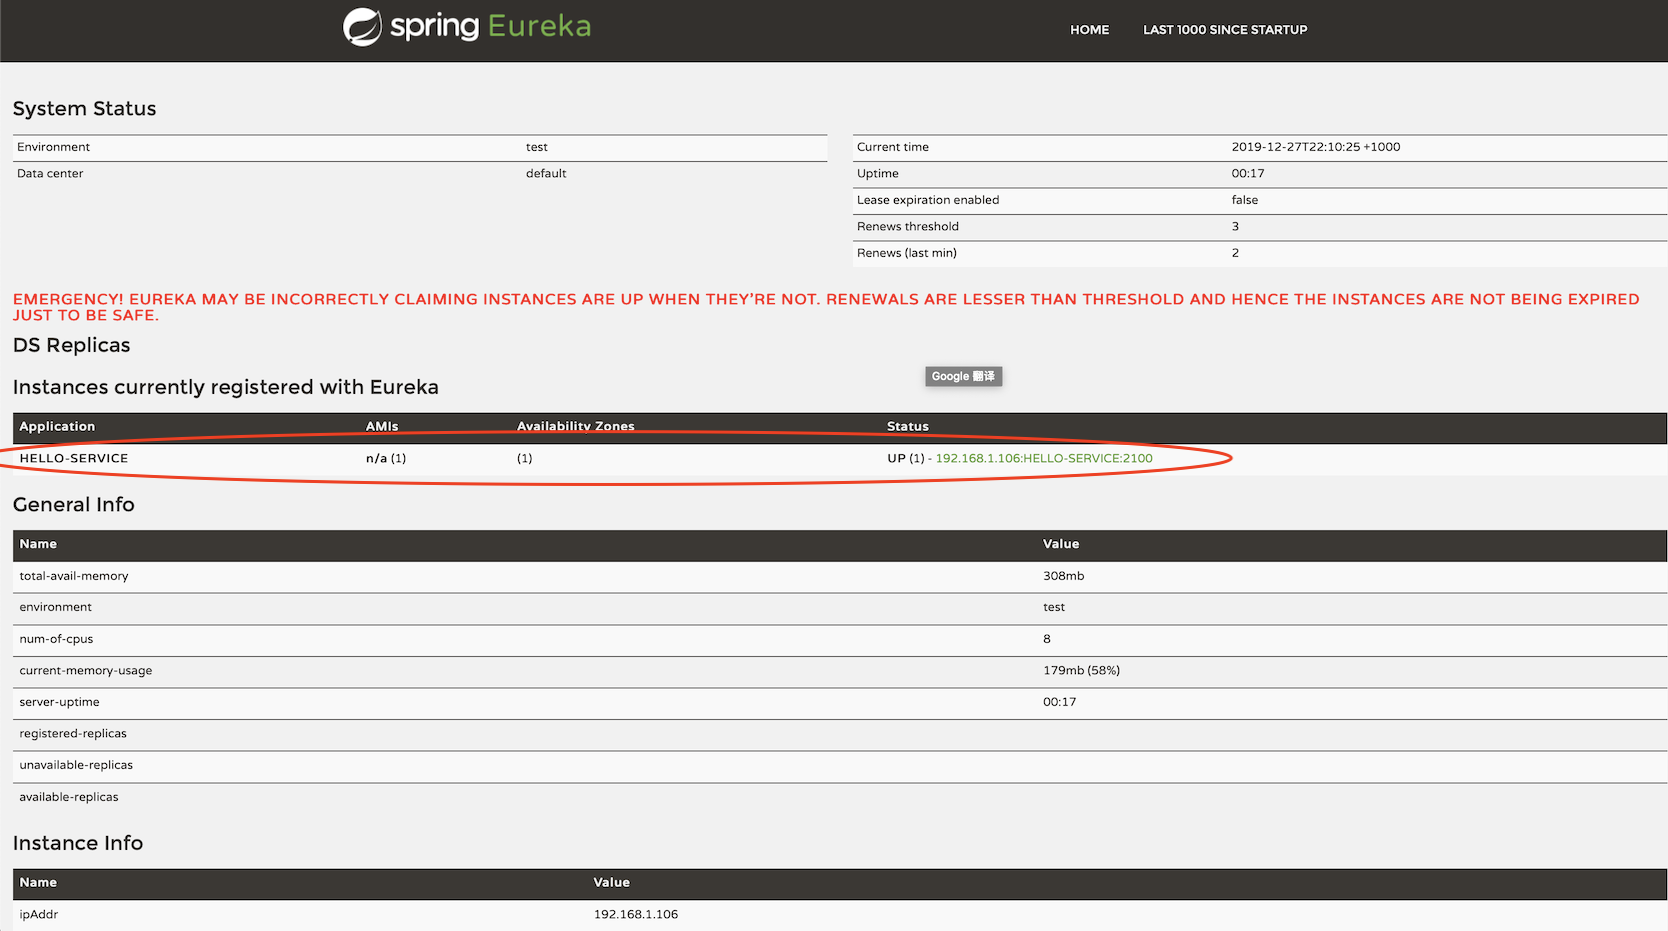 spring Eureka
HOME LAST 1000 SINCE STARTUP
System Status
Environment test
Data center default
Current time 2019-12-27T22:10:25 +1000
Uptime 00:17
Lease expiration enabled false
Renews threshold 3
Renews (last min) 2
EMERGENCY! EUREKA MAY BE INCORRECTLY CLAIMING INSTANCES ARE UP WHEN THEY'RE NOT. RENEWALS ARE LESSER THAN THRESHOLD AND HENCE THE INSTANCES ARE NOT BEING EXPIRED
JUST TO BE SAFE.
DS Replicas
Google 翻译
Instances currently registered with Eureka
Application AMIs Availability Zones Status
HELLO-SERVICE n/a (1) (1) UP (1) - 192.168.1.106:HELLO-SERVICE:2100
General Info
Name Value
total-avail-memory 308mb
environment test
num-of-cpus 8
current-memory-usage 179mb (58%)
server-uptime 00:17
registered-replicas
unavailable-replicas
available-replicas
Instance Info
Name Value
ipAddr 192.168.1.106